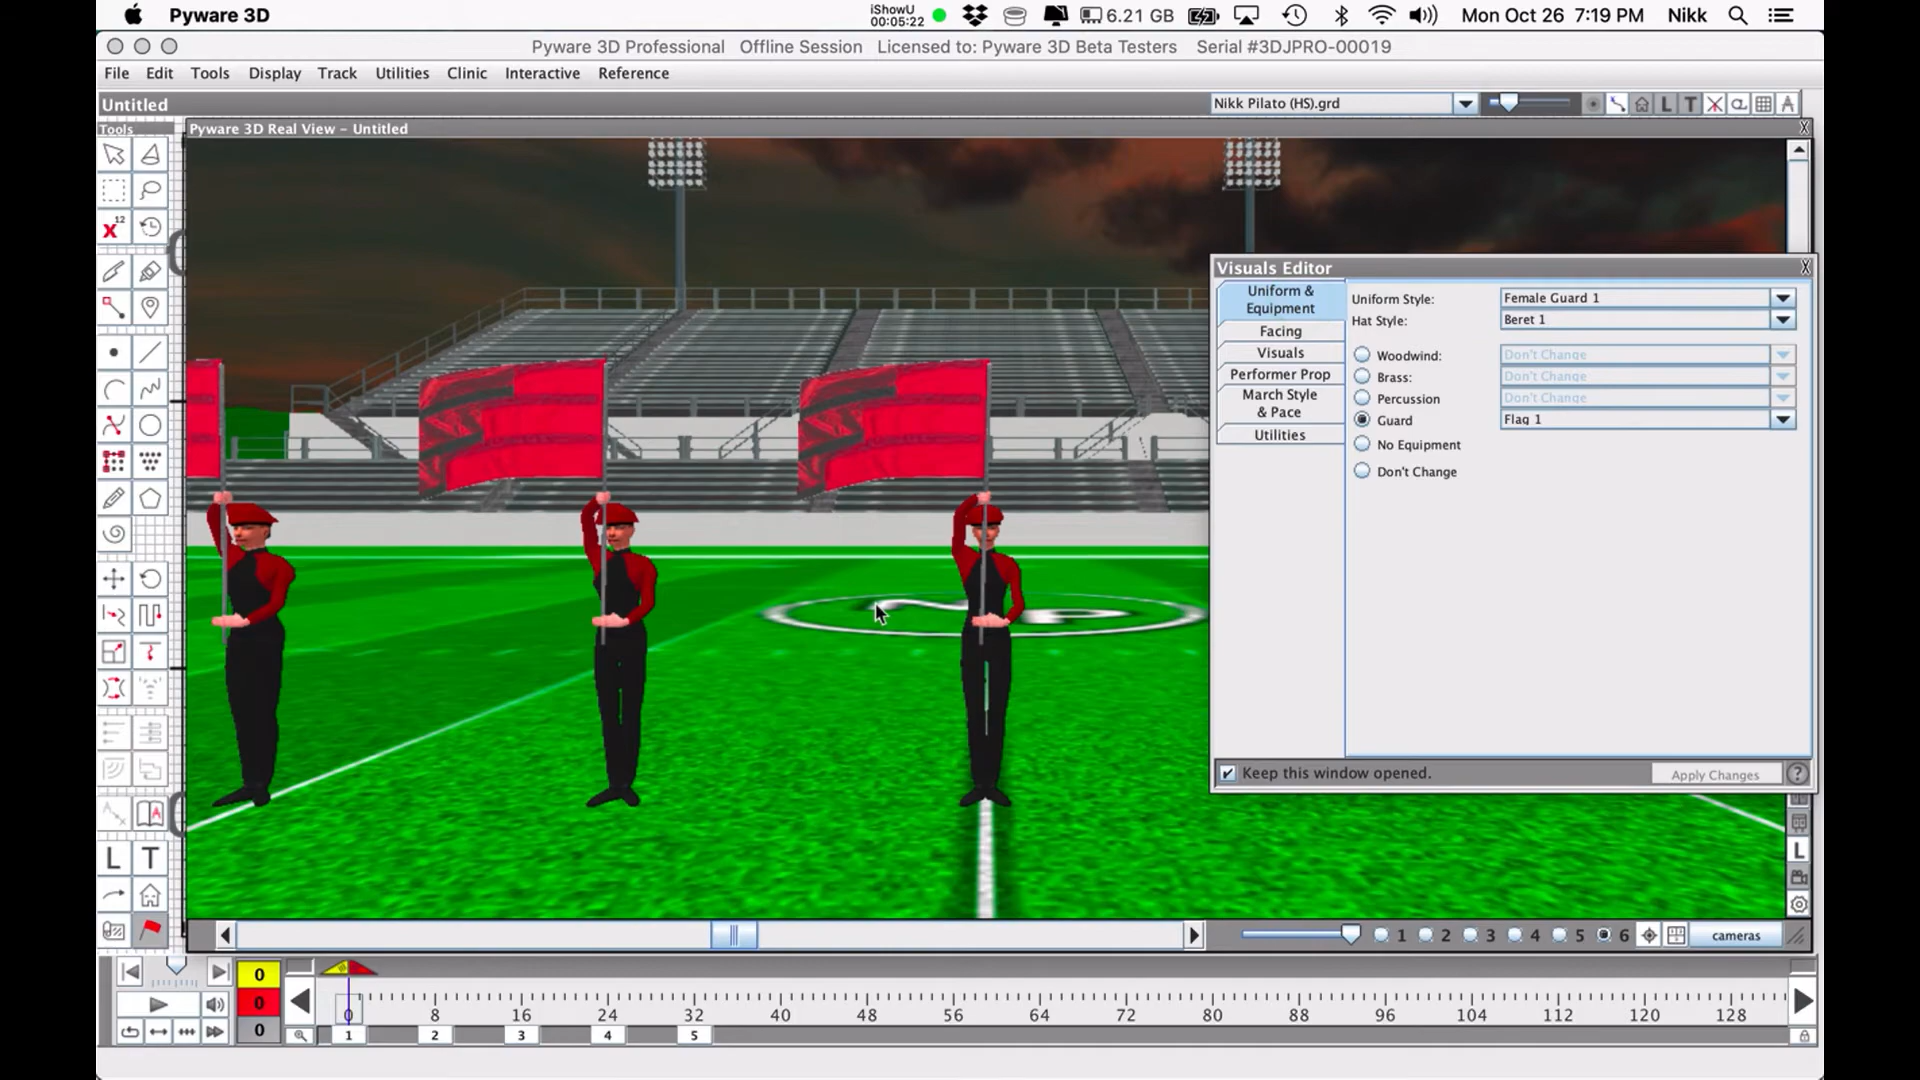 Pyware 3D
iShowU
00:05:22
6.21 GB
Mon Oct 26 7:19 PM Nikk
Pyware 3D Professional Offline Session Licensed to: Pyware 3D Beta Testers Serial #3DJPRO-00019
File Edit Tools Display Track Utilities Clinic Interactive Reference
Untitled
Nikk Pilato (HS).grd
L T
Tools
Pyware 3D Real View - Untitled
X
x12
Visuals Editor
X
Uniform & Equipment
Facing
Visuals
Performer Prop
March Style & Pace
Utilities
Uniform Style: Female Guard 1
Hat Style: Beret 1
Woodwind: Don't Change
Brass: Don't Change
Percussion Don't Change
Guard Flag 1
No Equipment
Don't Change
Keep this window opened.
Apply Changes ?
L T
L
1 2 3 4 5 6 cameras
0
0
0
0 8 16 24 32 40 48 56 64 72 80 88 96 104 112 120 128
1 2 3 4 5